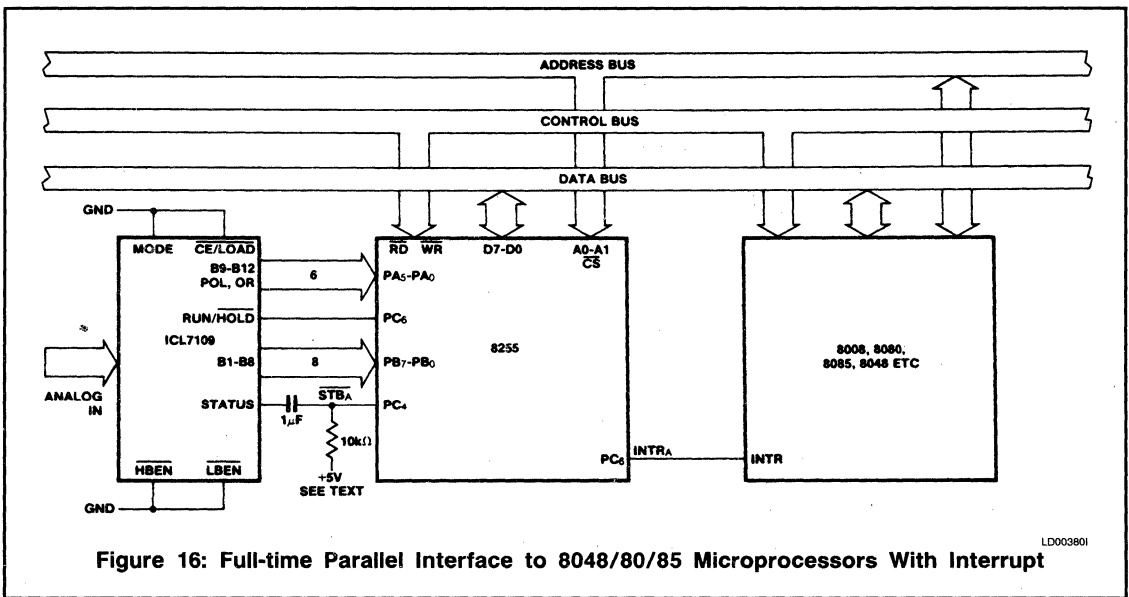 ADDRESS BUS
CONTROL BUS
DATA BUS
GND
MODE
CE/LOAD
RD WR
D7-D0
A0-A1
CS
B9-B12
POL, OR
6
PA5-PA0
RUN/HOLD
PC6
ICL7109
8255
8008, 8080,
8085, 8048 ETC
B1-B8
8
PB7-PB0
ANALOG
IN
STBA
STATUS
1μF
PC4
10kΩ
+5V
SEE TEXT
HBEN
LBEN
PC6
INTRA
INTR
GND
LD00380I
Figure 16: Full-time Parallel Interface to 8048/80/85 Microprocessors With Interrupt